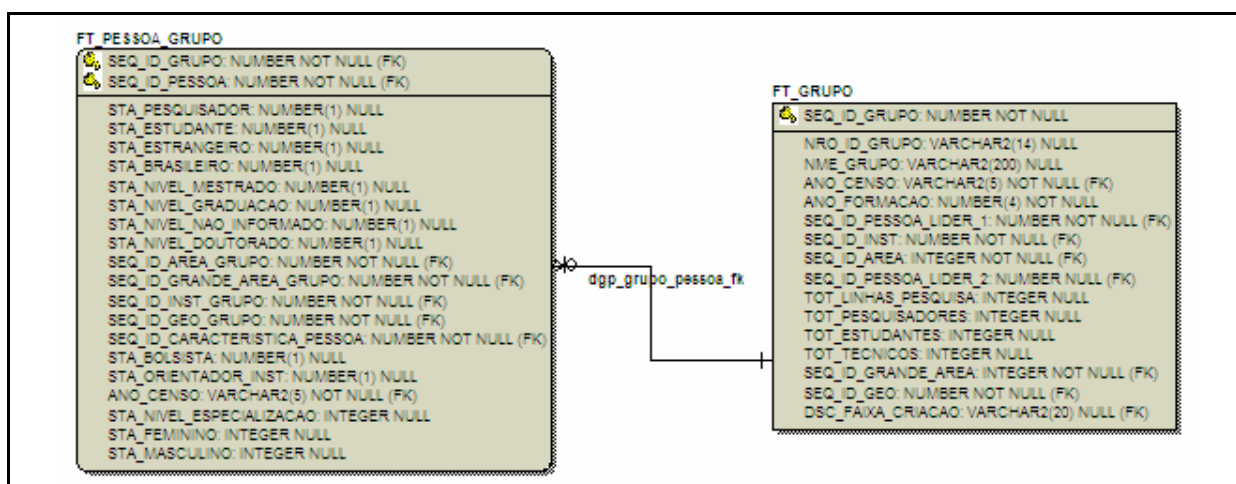 FT_PESSOA_GRUPO
SEQ_ID_GRUPO: NUMBER NOT NULL (FK)
SEQ_ID_PESSOA: NUMBER NOT NULL (FK)
STA_PESQUISADOR: NUMBER(1) NULL
STA_ESTUDANTE: NUMBER(1) NULL
STA_ESTRANGEIRO: NUMBER(1) NULL
STA_BRASILEIRO: NUMBER(1) NULL
STA_NIVEL_MESTRADO: NUMBER(1) NULL
STA_NIVEL_GRADUACAO: NUMBER(1) NULL
STA_NIVEL_NAO_INFORMADO: NUMBER(1) NULL
STA_NIVEL_DOUTORADO: NUMBER(1) NULL
SEQ_ID_AREA_GRUPO: NUMBER NOT NULL (FK)
SEQ_ID_GRANDE_AREA_GRUPO: NUMBER NOT NULL (FK)
SEQ_ID_INST_GRUPO: NUMBER NOT NULL (FK)
SEQ_ID_GEO_GRUPO: NUMBER NOT NULL (FK)
SEQ_ID_CARACTERISTICA_PESSOA: NUMBER NOT NULL (FK)
STA_BOLSISTA: NUMBER(1) NULL
STA_ORIENTADOR_INST: NUMBER(1) NULL
ANO_CENSO: VARCHAR2(5) NOT NULL (FK)
STA_NIVEL_ESPECIALIZACAO: INTEGER NULL
STA_FEMININO: INTEGER NULL
STA_MASCULINO: INTEGER NULL
dgp_grupo_pessoa_fk
FT_GRUPO
SEQ_ID_GRUPO: NUMBER NOT NULL
NRO_ID_GRUPO: VARCHAR2(14) NULL
NME_GRUPO: VARCHAR2(200) NULL
ANO_CENSO: VARCHAR2(5) NOT NULL (FK)
ANO_FORMACAO: NUMBER(4) NOT NULL
SEQ_ID_PESSOA_LIDER_1: NUMBER NOT NULL (FK)
SEQ_ID_INST: NUMBER NOT NULL (FK)
SEQ_ID_AREA: INTEGER NOT NULL (FK)
SEQ_ID_PESSOA_LIDER_2: NUMBER NOT NULL (FK)
TOT_LINHAS_PESQUISA: INTEGER NULL
TOT_PESQUISADORES: INTEGER NULL
TOT_ESTUDANTES: INTEGER NULL
TOT_TECNICOS: INTEGER NULL
SEQ_ID_GRANDE_AREA: INTEGER NOT NULL (FK)
SEQ_ID_GEO: NUMBER NOT NULL (FK)
DSC_FAIXA_CRIACAO: VARCHAR2(20) NULL (FK)